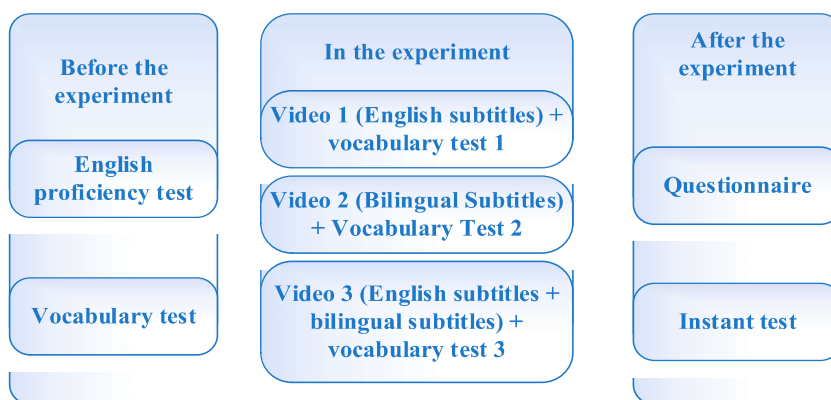 Before the
experiment
English
proficiency test
Vocabulary test
In the experiment
Video 1 (English subtitles) +
vocabulary test 1
Video 2 (Bilingual Subtitles)
+ Vocabulary Test 2
Video 3 (English subtitles +
bilingual subtitles) +
vocabulary test 3
After the
experiment
Questionnaire
Instant test